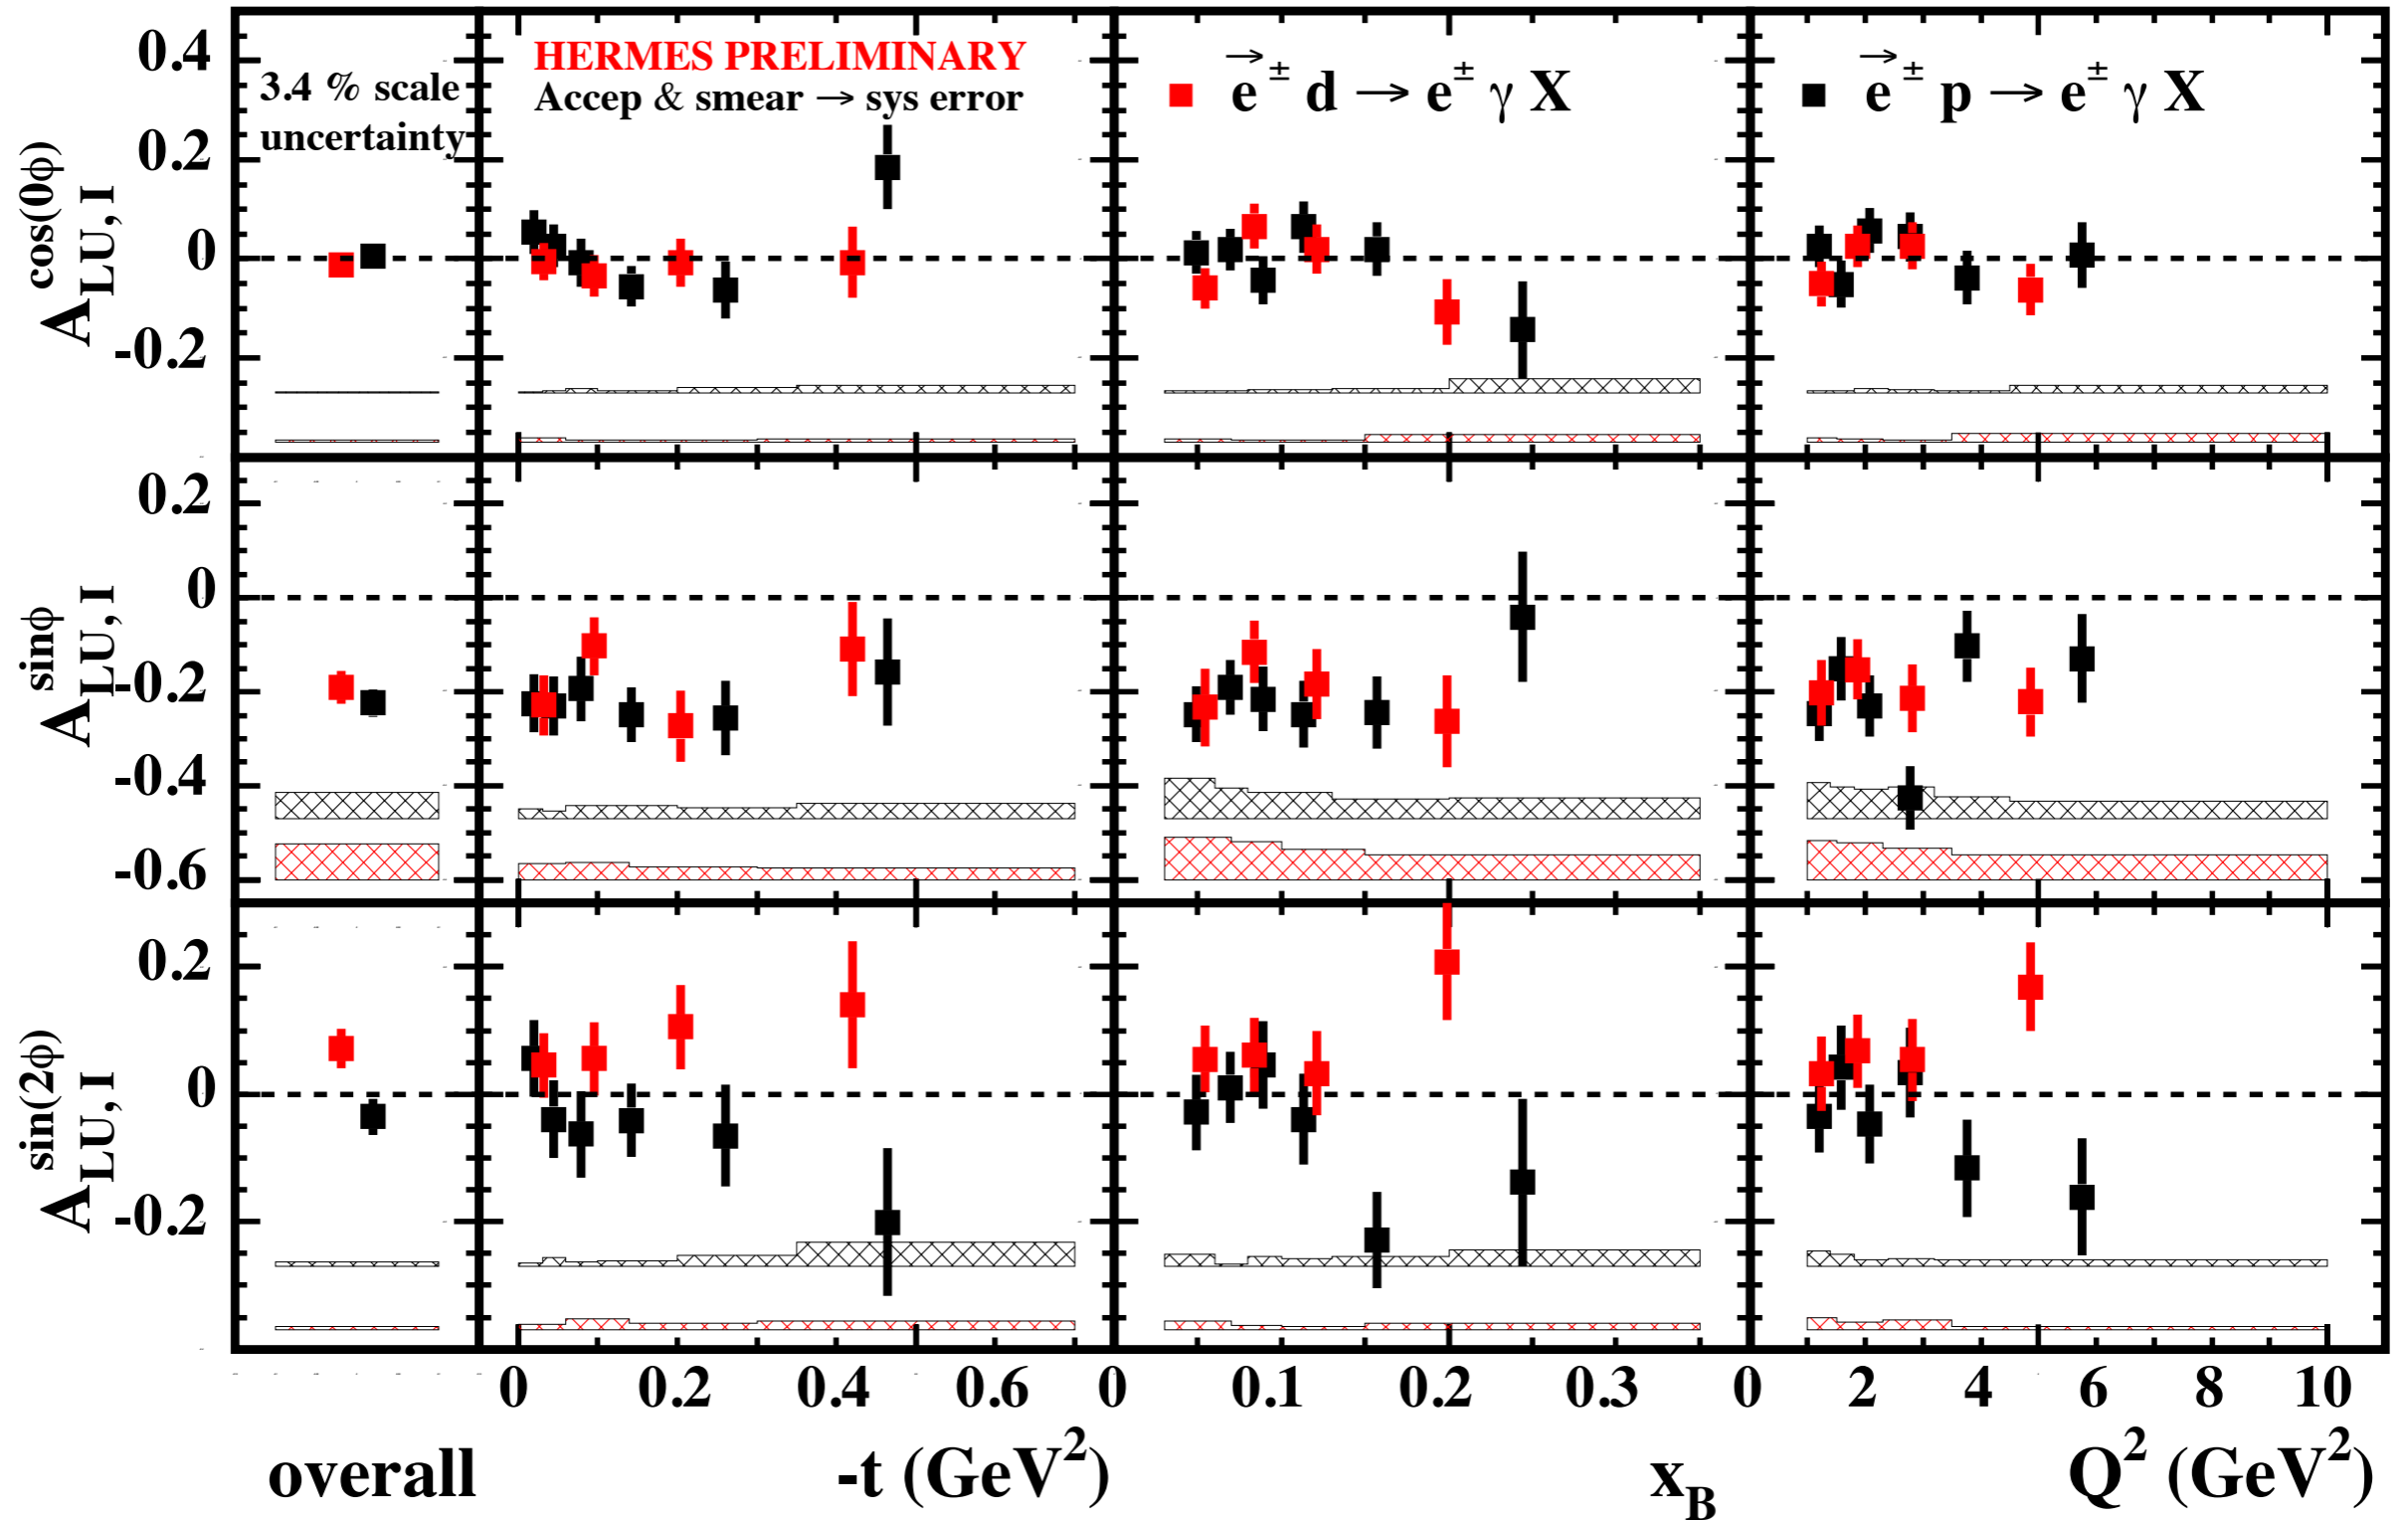 HERMES PRELIMINARY
3.4 % scale uncertainty
Accep & smear → sys error
e⃗± d → e± γ X
e⃗± p → e± γ X
A_LU, I^cos(0ϕ)
0.4
0.2
0
-0.2
A_LU, I^sinϕ
0.2
0
-0.2
-0.4
-0.6
A_LU, I^sin(2ϕ)
0.2
0
-0.2
0 0.2 0.4 0.6 0 0.1 0.2 0.3 0 2 4 6 8 10
overall -t (GeV²) x_B Q² (GeV²)